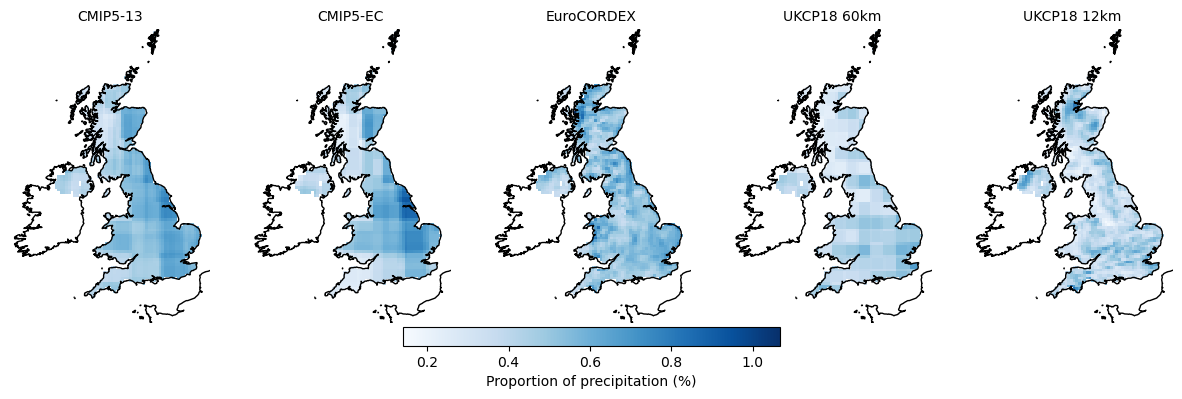 CMIP5-13 CMIP5-EC EuroCORDEX UKCP18 60km UKCP18 12km
0.2 0.4 0.6 0.8 1.0
Proportion of precipitation (%)